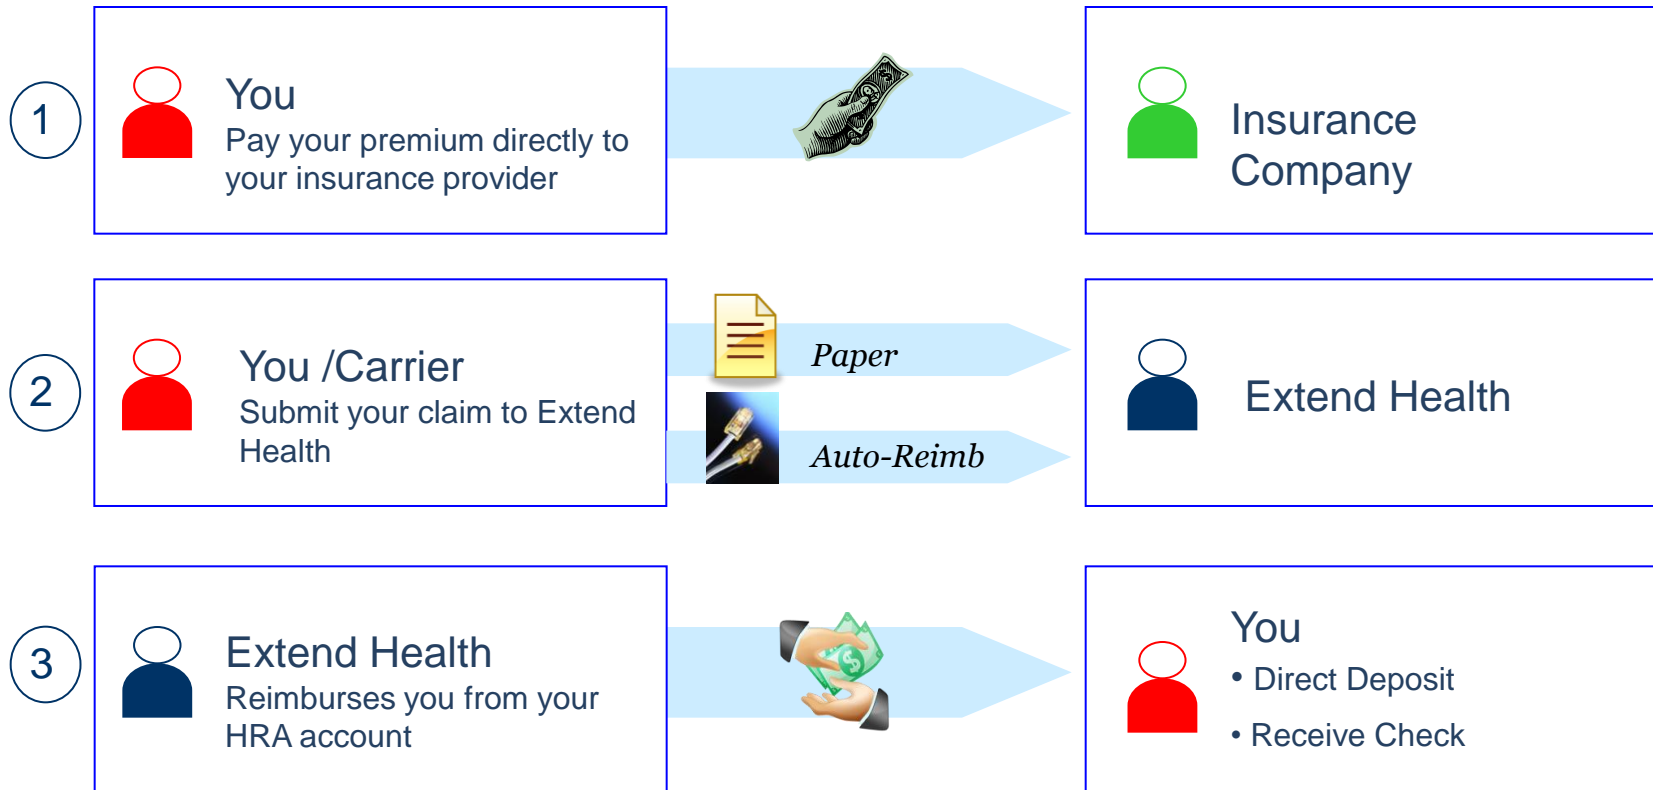 1
You
Pay your premium directly to
your insurance provider
Insurance
Company
2
You /Carrier
Submit your claim to Extend
Health
Paper
Auto-Reimb
Extend Health
3
Extend Health
Reimburses you from your
HRA account
You
• Direct Deposit
• Receive Check